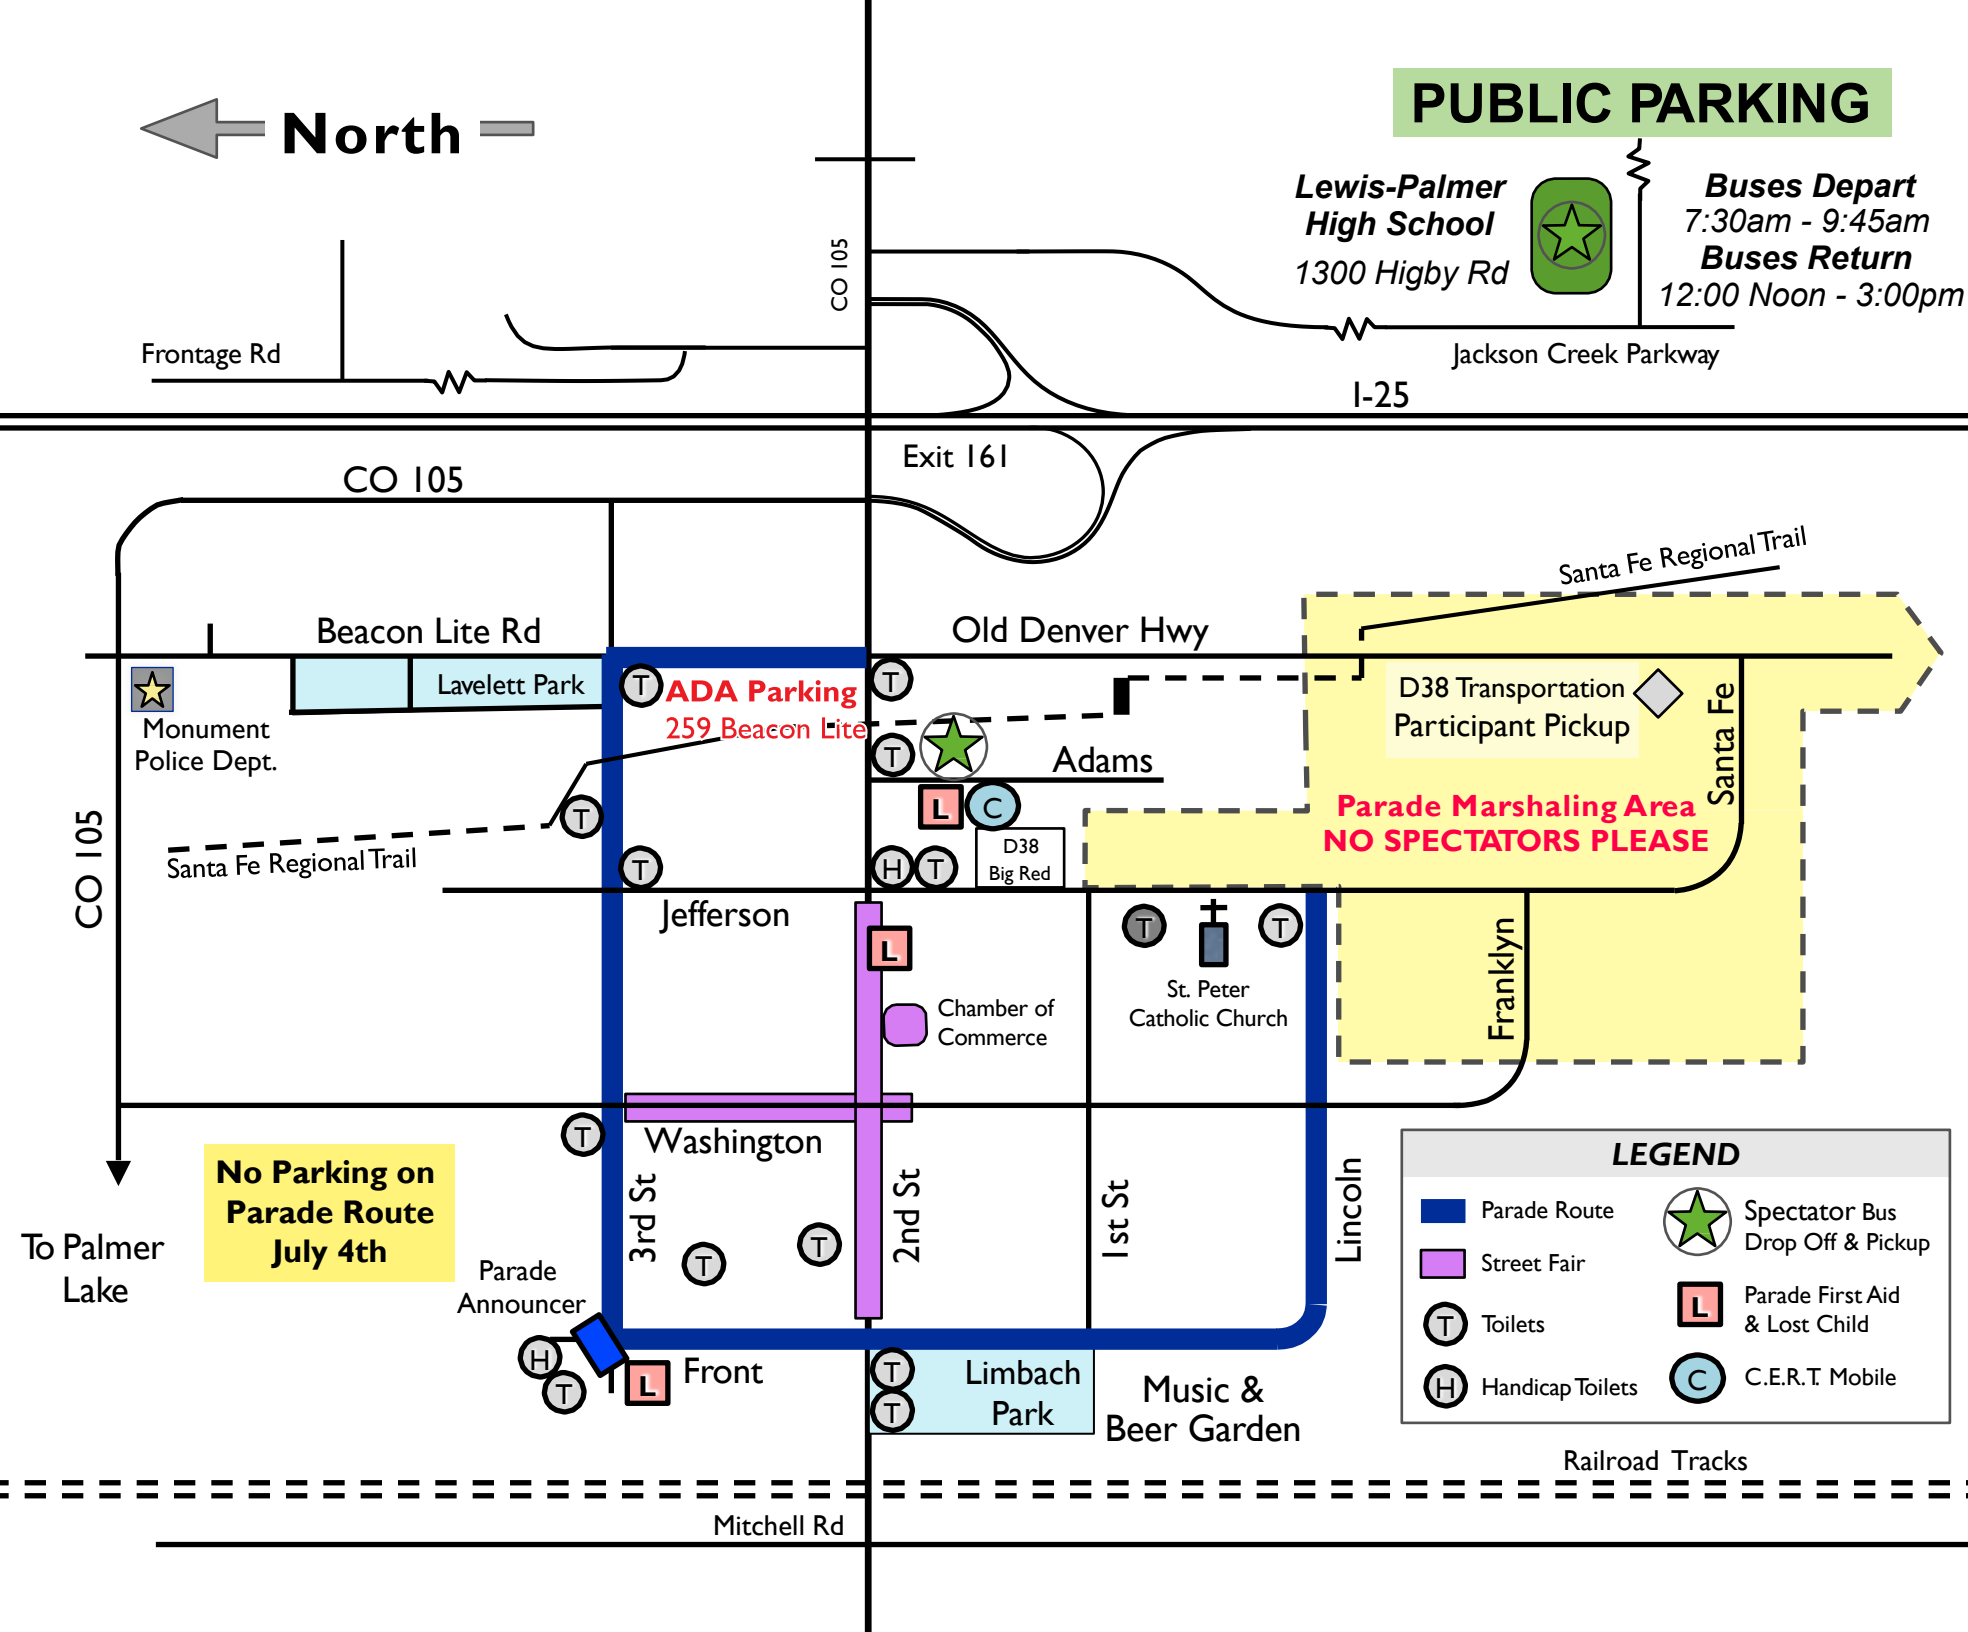 North
PUBLIC PARKING
Lewis-Palmer
High School
1300 Higby Rd
Buses Depart
7:30am - 9:45am
Buses Return
12:00 Noon - 3:00pm
CO 105
Frontage Rd
Jackson Creek Parkway
I-25
Exit 161
CO 105
Santa Fe Regional Trail
Beacon Lite Rd
Old Denver Hwy
Lavelett Park
T
ADA Parking
259 Beacon Lite
T
D38 Transportation
Participant Pickup
Santa Fe
Monument
Police Dept.
T
Adams
L
C
Parade Marshaling Area
NO SPECTATORS PLEASE
T
CO 105
Santa Fe Regional Trail
T
H
T
D38
Big Red
Jefferson
L
T
T
St. Peter
Catholic Church
Franklyn
Chamber of
Commerce
T
Washington
3rd St
2nd St
1st St
Lincoln
No Parking on
Parade Route
July 4th
To Palmer
Lake
T
T
Parade
Announcer
H
T
L
Front
T
T
Limbach
Park
Music &
Beer Garden
LEGEND
Parade Route
Street Fair
T
Toilets
H
Handicap Toilets
Spectator Bus
Drop Off & Pickup
L
Parade First Aid
& Lost Child
C
C.E.R.T. Mobile
Railroad Tracks
Mitchell Rd